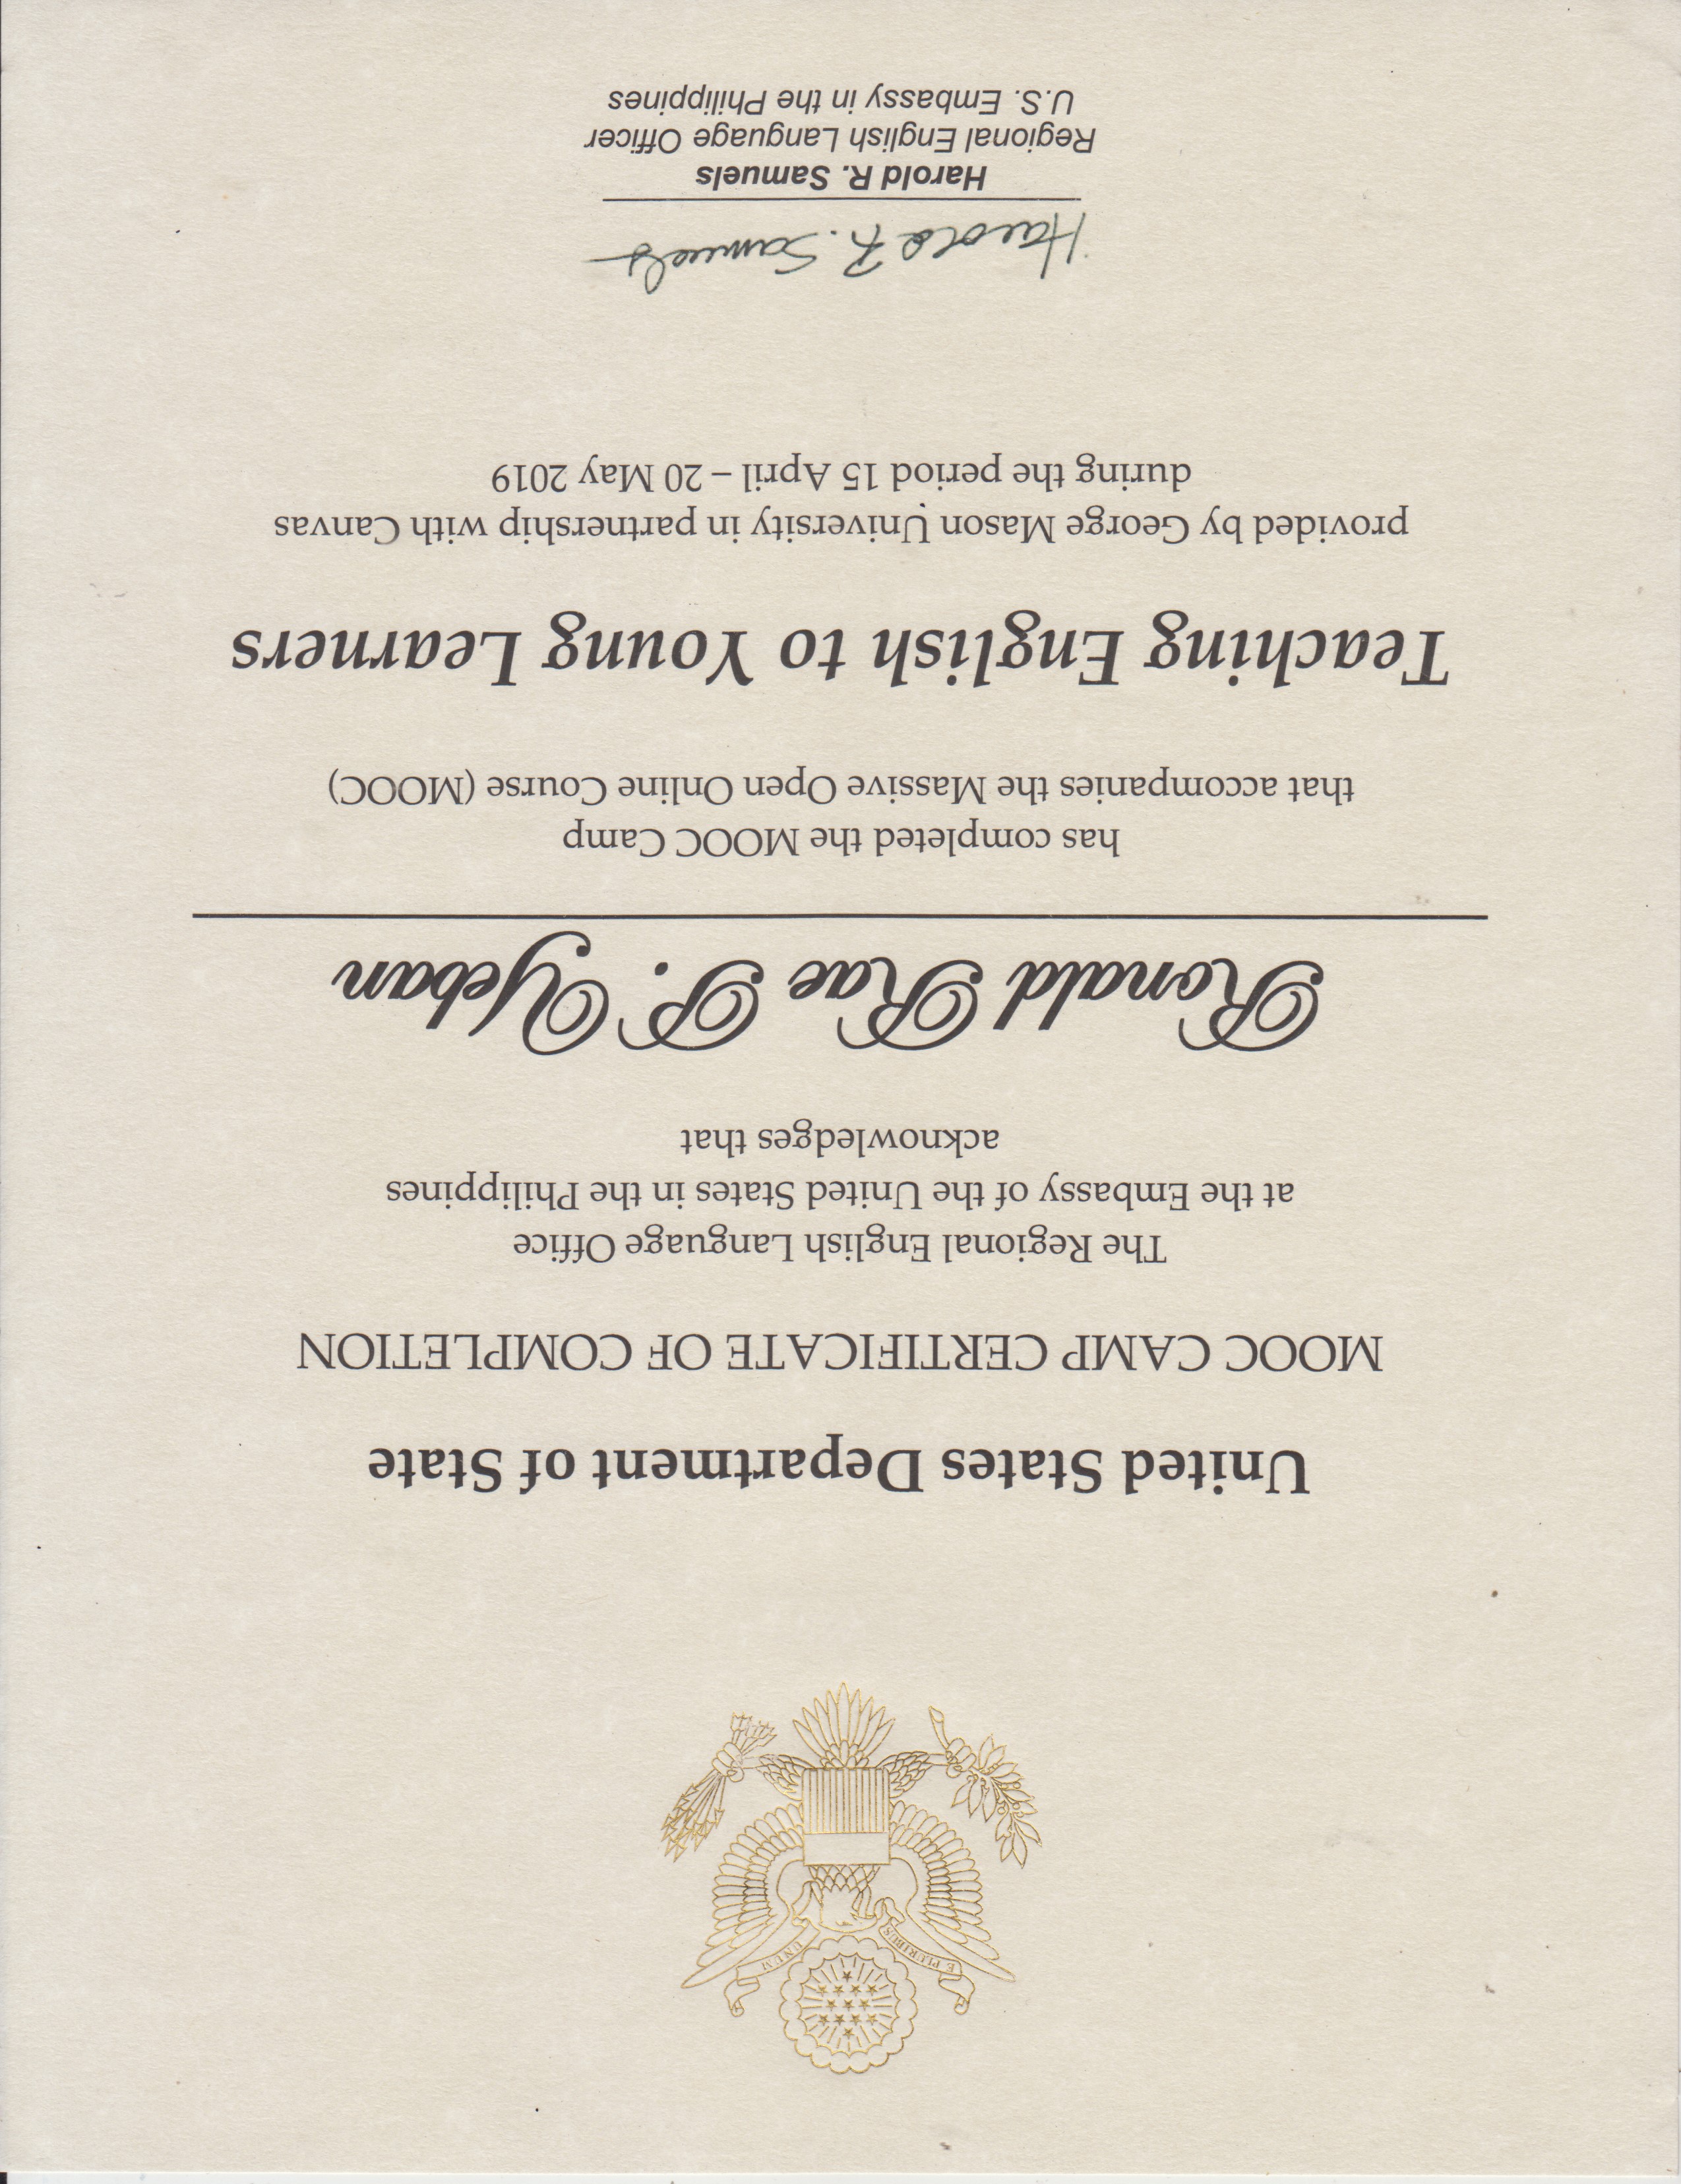 E PLURIBUS UNUM
United States Department of State
MOOC CAMP CERTIFICATE OF COMPLETION
The Regional English Language Office
at the Embassy of the United States in the Philippines
acknowledges that
Ronald Rae P. Yeban
has completed the MOOC Camp
that accompanies the Massive Open Online Course (MOOC)
Teaching English to Young Learners
provided by George Mason University in partnership with Canvas
during the period 15 April – 20 May 2019
Harold R. Samuels
Harold R. Samuels
Regional English Language Officer
U.S. Embassy in the Philippines